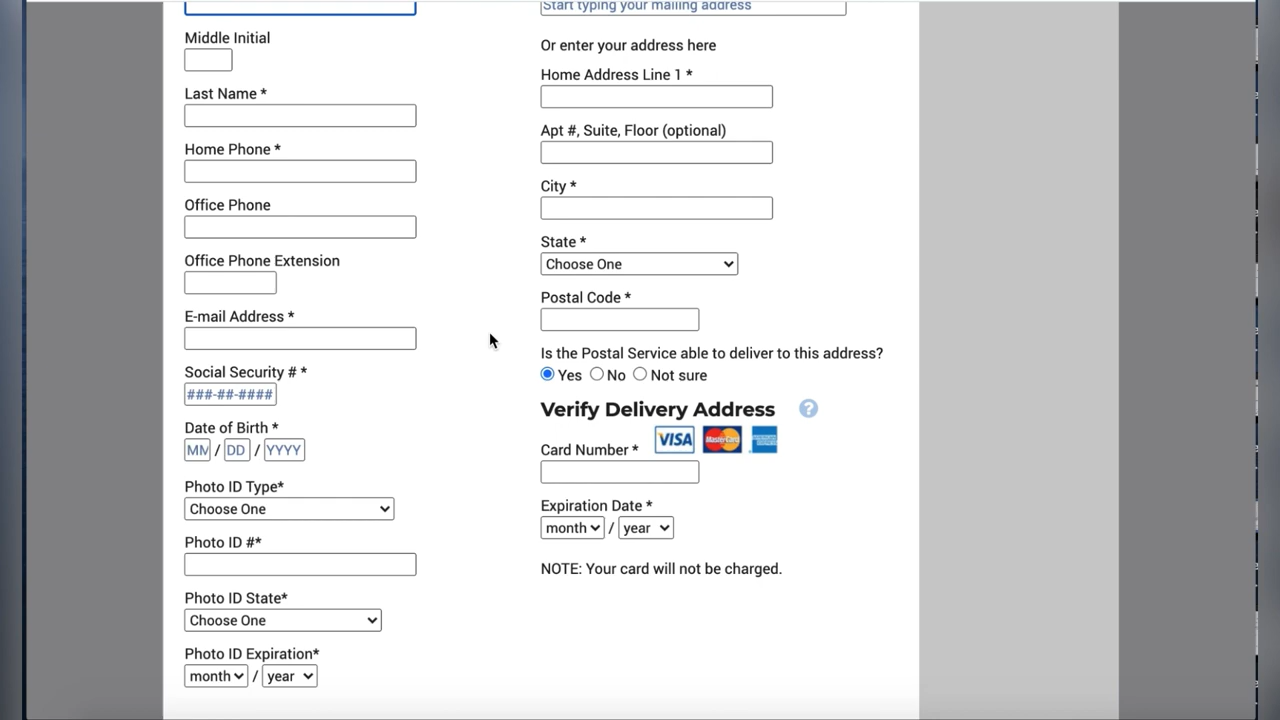 Middle Initial
Last Name *
Home Phone *
Office Phone
Office Phone Extension
E-mail Address *
Social Security # *
###-##-####
Date of Birth *
MM / DD / YYYY
Photo ID Type*
Choose One
Photo ID #*
Photo ID State*
Choose One
Photo ID Expiration*
month / year
Start typing your mailing address
Or enter your address here
Home Address Line 1 *
Apt #, Suite, Floor (optional)
City *
State *
Choose One
Postal Code *
Is the Postal Service able to deliver to this address?
Yes No Not sure
Verify Delivery Address ?
VISA MasterCard
Card Number *
Expiration Date *
month / year
NOTE: Your card will not be charged.